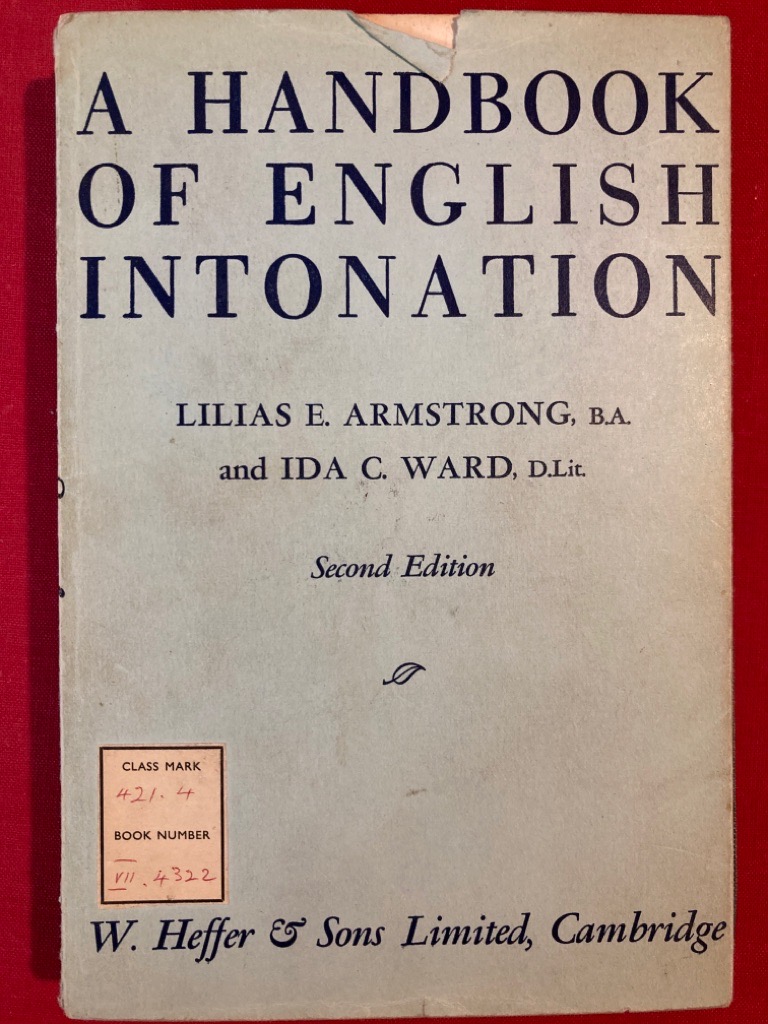 A HANDBOOK
OF ENGLISH
INTONATION
LILIAS E. ARMSTRONG, B.A.
and IDA C. WARD, D.Lit.
Second Edition
CLASS MARK
421.4
BOOK NUMBER
VII.4322
W. Heffer & Sons Limited, Cambridge